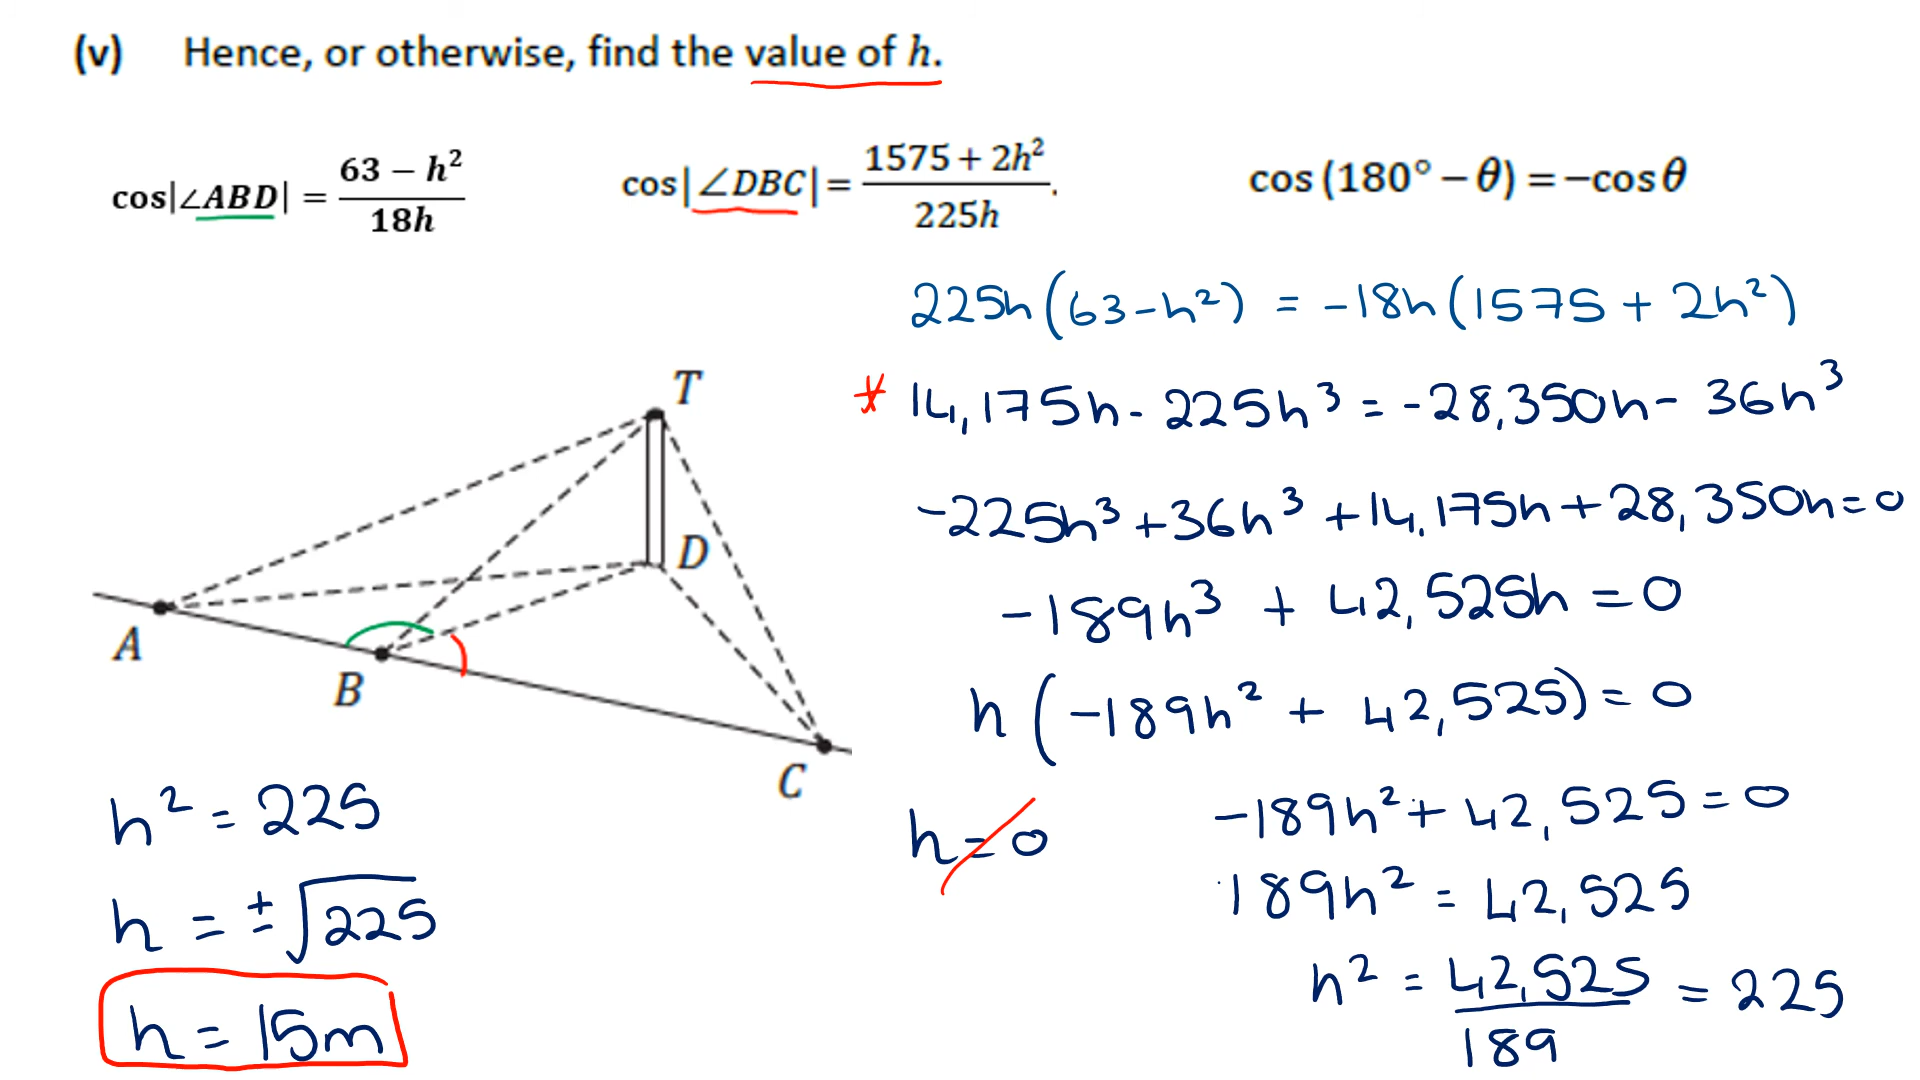 (v) Hence, or otherwise, find the value of h.
cos|∠ABD| = (63 − h²)/(18h)
cos|∠DBC| = (1575 + 2h²)/(225h).
cos (180° − θ) = −cos θ
225h(63 − h²) = −18h(1575 + 2h²)
* 14,175h − 225h³ = −28,350h − 36h³
−225h³ + 36h³ + 14,175h + 28,350h = 0
−189h³ + 42,525h = 0
h(−189h² + 42,525) = 0
h = 0
−189h² + 42,525 = 0
189h² = 42,525
h² = 42,525/189 = 225
T
D
A
B
C
h² = 225
h = ±√225
h = 15m